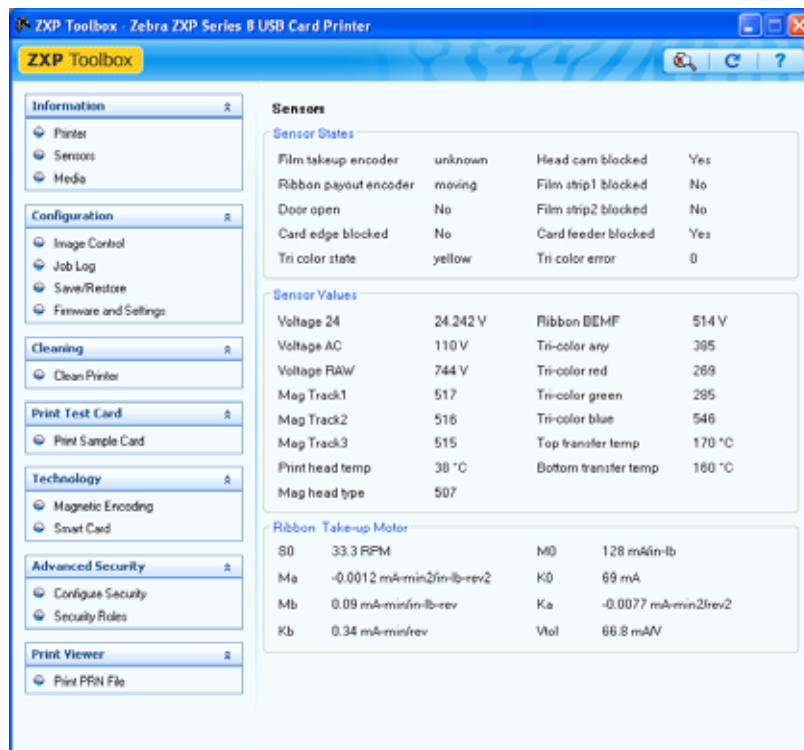 ZXP Toolbox - Zebra ZXP Series 8 USB Card Printer
ZXP Toolbox
?
Information
Printer
Sensors
Media
Configuration
Image Control
Job Log
Save/Restore
Firmware and Settings
Cleaning
Clean Printer
Print Test Card
Print Sample Card
Technology
Magnetic Encoding
Smart Card
Advanced Security
Configure Security
Security Roles
Print Viewer
Print PRN File
Sensors
Sensor States
Film takeup encoder unknown Head cam blocked Yes
Ribbon payout encoder moving Film strip1 blocked No
Door open No Film strip2 blocked No
Card edge blocked No Card feeder blocked Yes
Tri color state yellow Tri color error 0
Sensor Values
Voltage 24 24.242 V Ribbon BEMF 514 V
Voltage AC 110 V Tri-color any 385
Voltage RAW 744 V Tri-color red 269
Mag Track1 517 Tri-color green 285
Mag Track2 516 Tri-color blue 546
Mag Track3 515 Top transfer temp 170 °C
Print head temp 38 °C Bottom transfer temp 160 °C
Mag head type 507
Ribbon Take-up Motor
S0 33.3 RPM M0 128 mA/in-lb
Ma -0.0012 mA-min2/in-lb-rev2 K0 69 mA
Mb 0.09 mA-min/in-lb-rev Ka -0.0077 mA-min2/rev2
Kb 0.34 mA-min/rev Vtol 66.8 mA/V